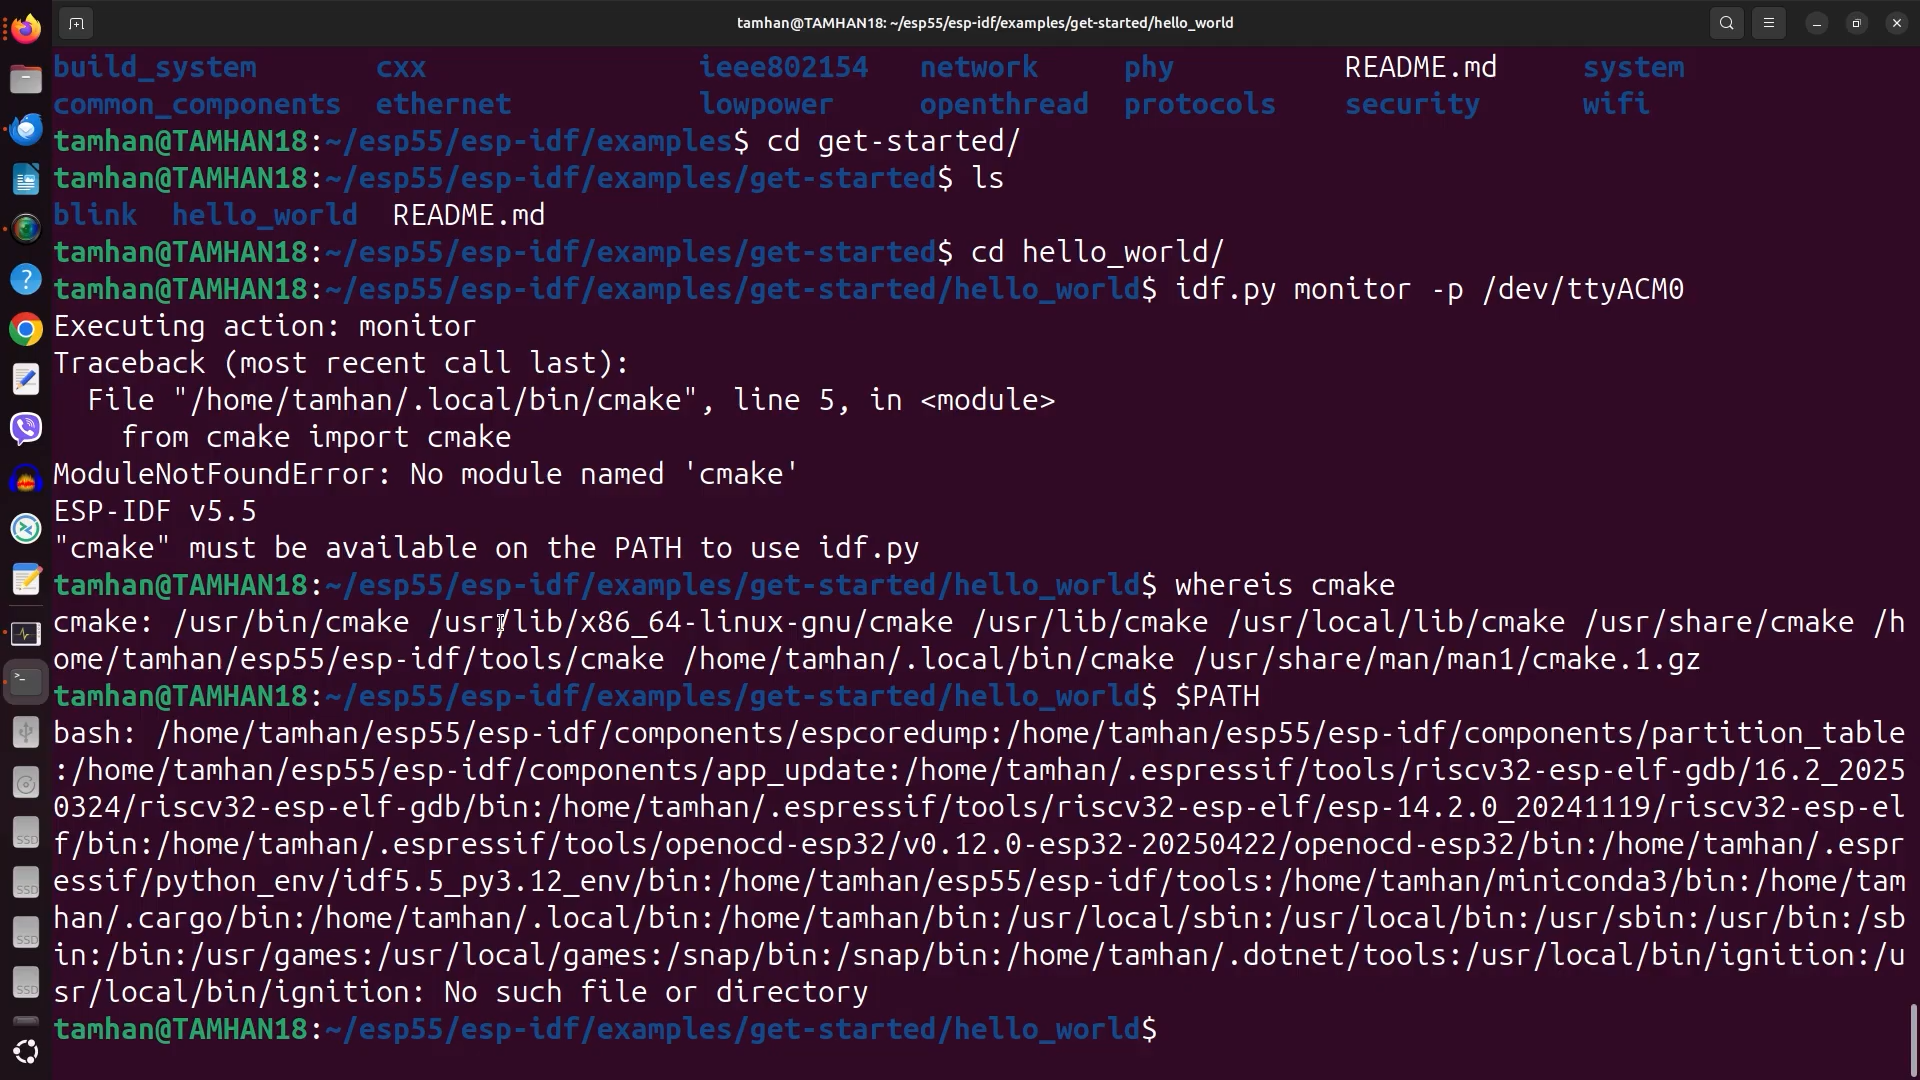 tamhan@TAMHAN18: ~/esp55/esp-idf/examples/get-started/hello_world
build_system cxx ieee802154 network phy README.md system
common_components ethernet lowpower openthread protocols security wifi
tamhan@TAMHAN18:~/esp55/esp-idf/examples$ cd get-started/
tamhan@TAMHAN18:~/esp55/esp-idf/examples/get-started$ ls
blink hello_world README.md
tamhan@TAMHAN18:~/esp55/esp-idf/examples/get-started$ cd hello_world/
tamhan@TAMHAN18:~/esp55/esp-idf/examples/get-started/hello_world$ idf.py monitor -p /dev/ttyACM0
Executing action: monitor
Traceback (most recent call last):
  File "/home/tamhan/.local/bin/cmake", line 5, in <module>
    from cmake import cmake
ModuleNotFoundError: No module named 'cmake'
ESP-IDF v5.5
"cmake" must be available on the PATH to use idf.py
tamhan@TAMHAN18:~/esp55/esp-idf/examples/get-started/hello_world$ whereis cmake
cmake: /usr/bin/cmake /usr/lib/x86_64-linux-gnu/cmake /usr/lib/cmake /usr/local/lib/cmake /usr/share/cmake /h
ome/tamhan/esp55/esp-idf/tools/cmake /home/tamhan/.local/bin/cmake /usr/share/man/man1/cmake.1.gz
tamhan@TAMHAN18:~/esp55/esp-idf/examples/get-started/hello_world$ $PATH
bash: /home/tamhan/esp55/esp-idf/components/espcoredump:/home/tamhan/esp55/esp-idf/components/partition_table
:/home/tamhan/esp55/esp-idf/components/app_update:/home/tamhan/.espressif/tools/riscv32-esp-elf-gdb/16.2_2025
0324/riscv32-esp-elf-gdb/bin:/home/tamhan/.espressif/tools/riscv32-esp-elf/esp-14.2.0_20241119/riscv32-esp-el
f/bin:/home/tamhan/.espressif/tools/openocd-esp32/v0.12.0-esp32-20250422/openocd-esp32/bin:/home/tamhan/.espr
essif/python_env/idf5.5_py3.12_env/bin:/home/tamhan/esp55/esp-idf/tools:/home/tamhan/miniconda3/bin:/home/tam
han/.cargo/bin:/home/tamhan/.local/bin:/home/tamhan/bin:/usr/local/sbin:/usr/local/bin:/usr/sbin:/usr/bin:/sb
in:/bin:/usr/games:/usr/local/games:/snap/bin:/snap/bin:/home/tamhan/.dotnet/tools:/usr/local/bin/ignition:/u
sr/local/bin/ignition: No such file or directory
tamhan@TAMHAN18:~/esp55/esp-idf/examples/get-started/hello_world$
SSD
SSD
SSD
SSD